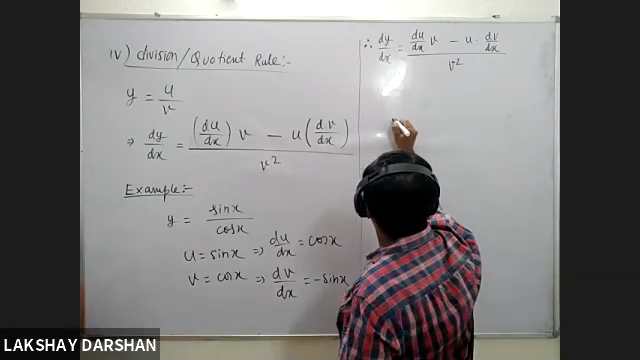 iv) division/Quotient Rule:-
y = u/v
⇒ dy/dx = ((du/dx) v − u (dv/dx))/v²
Example:-
y = sinx/cosx
u = sinx ⇒ du/dx = cosx
v = cosx ⇒ dv/dx = -sinx
∴ dy/dx = (du/dx v − u · dv/dx)/v²
LAKSHAY DARSHAN